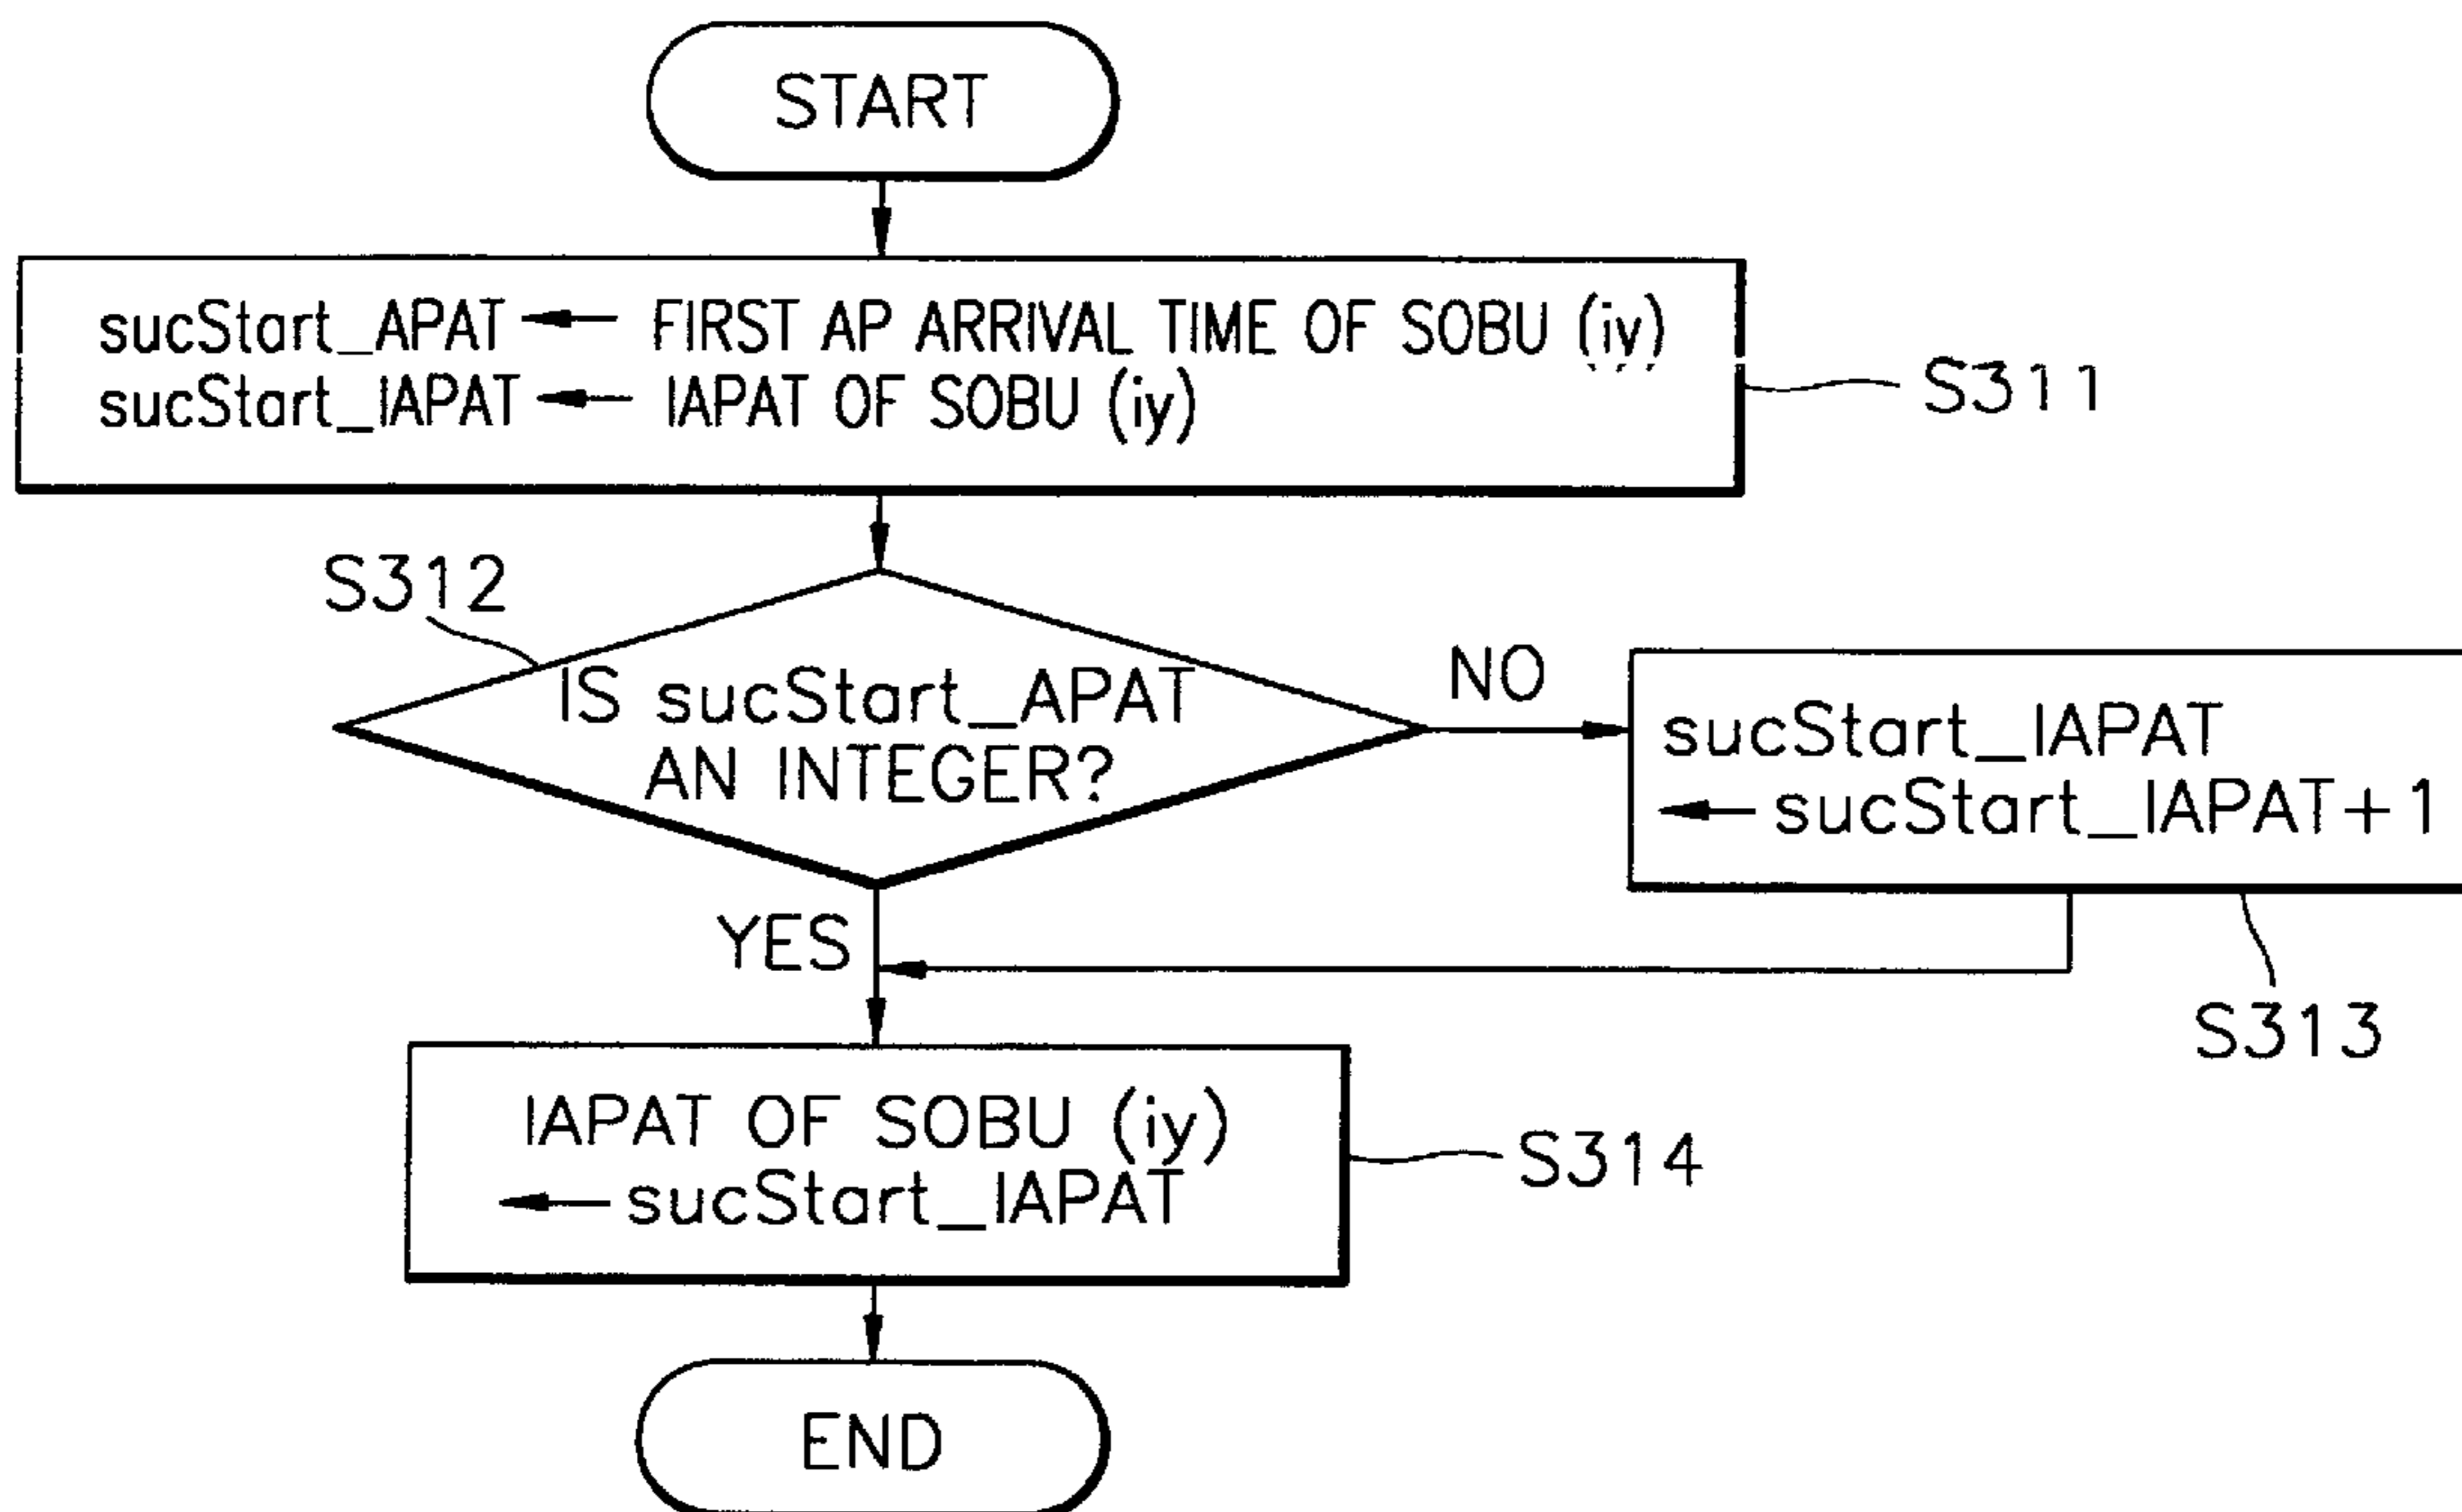 START
sucStart_APAT ← FIRST AP ARRIVAL TIME OF SOBU (iy)
sucStart_IAPAT ← IAPAT OF SOBU (iy)
S311
S312
IS sucStart_APAT
AN INTEGER?
NO
sucStart_IAPAT
← sucStart_IAPAT+1
YES
S313
IAPAT OF SOBU (iy)
← sucStart_IAPAT
S314
END